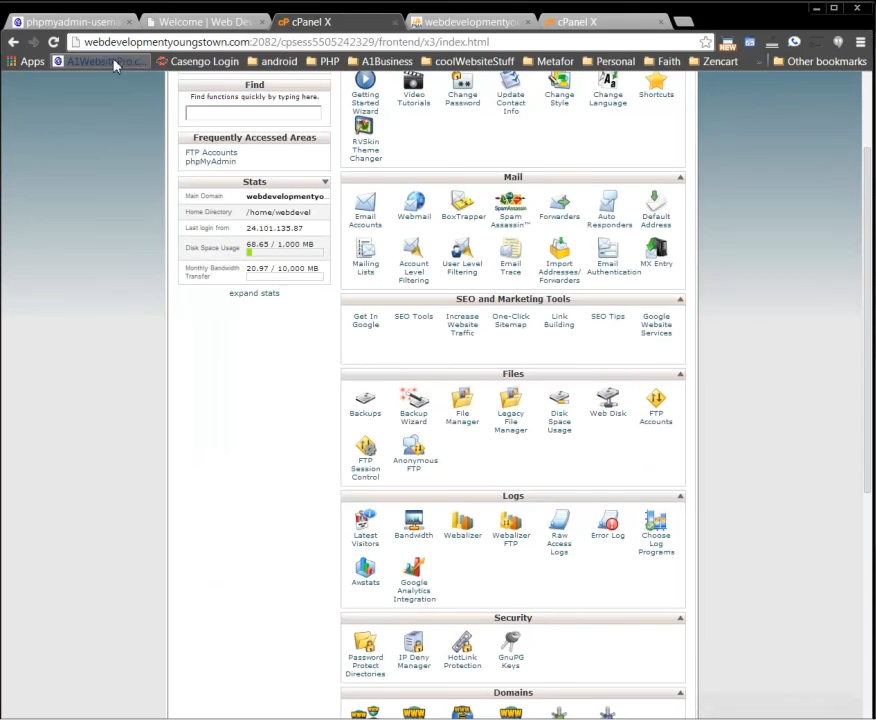 phpmyadmin-userna
Welcome | Web Dev
cPanel X
webdevelopmentyoungs
cPanel X
webdevelopmentyoungstown.com:2082/cpsess5505242329/frontend/x3/index.html
NEW
Apps A1WebsitePro.c... Casengo Login android PHP A1Business coolWebsiteStuff Metafor Personal Faith Zencart » Other bookmarks
Find
Find functions quickly by typing here.
Frequently Accessed Areas
FTP Accounts
phpMyAdmin
Stats
Main Domain webdevelopmentyo..
Home Directory /home/webdevel
Last login from 24.101.135.87
Disk Space Usage 68.65 / 1,000 MB
Monthly Bandwidth Transfer 20.97 / 10,000 MB
expand stats
Getting Started Wizard
Video Tutorials
Change Password
Update Contact Info
Change Style
Change Language
Shortcuts
RVSkin Theme Changer
Mail
Email Accounts
Webmail
BoxTrapper
Spam Assassin™
Forwarders
Auto Responders
Default Address
Mailing Lists
Account Level Filtering
User Level Filtering
Email Trace
Import Addresses/ Forwarders
Email Authentication
MX Entry
SEO and Marketing Tools
Get In Google
SEO Tools
Increase Website Traffic
One-Click Sitemap
Link Building
SEO Tips
Google Website Services
Files
Backups
Backup Wizard
File Manager
Legacy File Manager
Disk Space Usage
Web Disk
FTP Accounts
FTP Session Control
Anonymous FTP
Logs
Latest Visitors
Bandwidth
Webalizer
Webalizer FTP
Raw Access Logs
Error Log
Choose Log Programs
Awstats
Google Analytics Integration
Security
Password Protect Directories
IP Deny Manager
HotLink Protection
GnuPG Keys
Domains